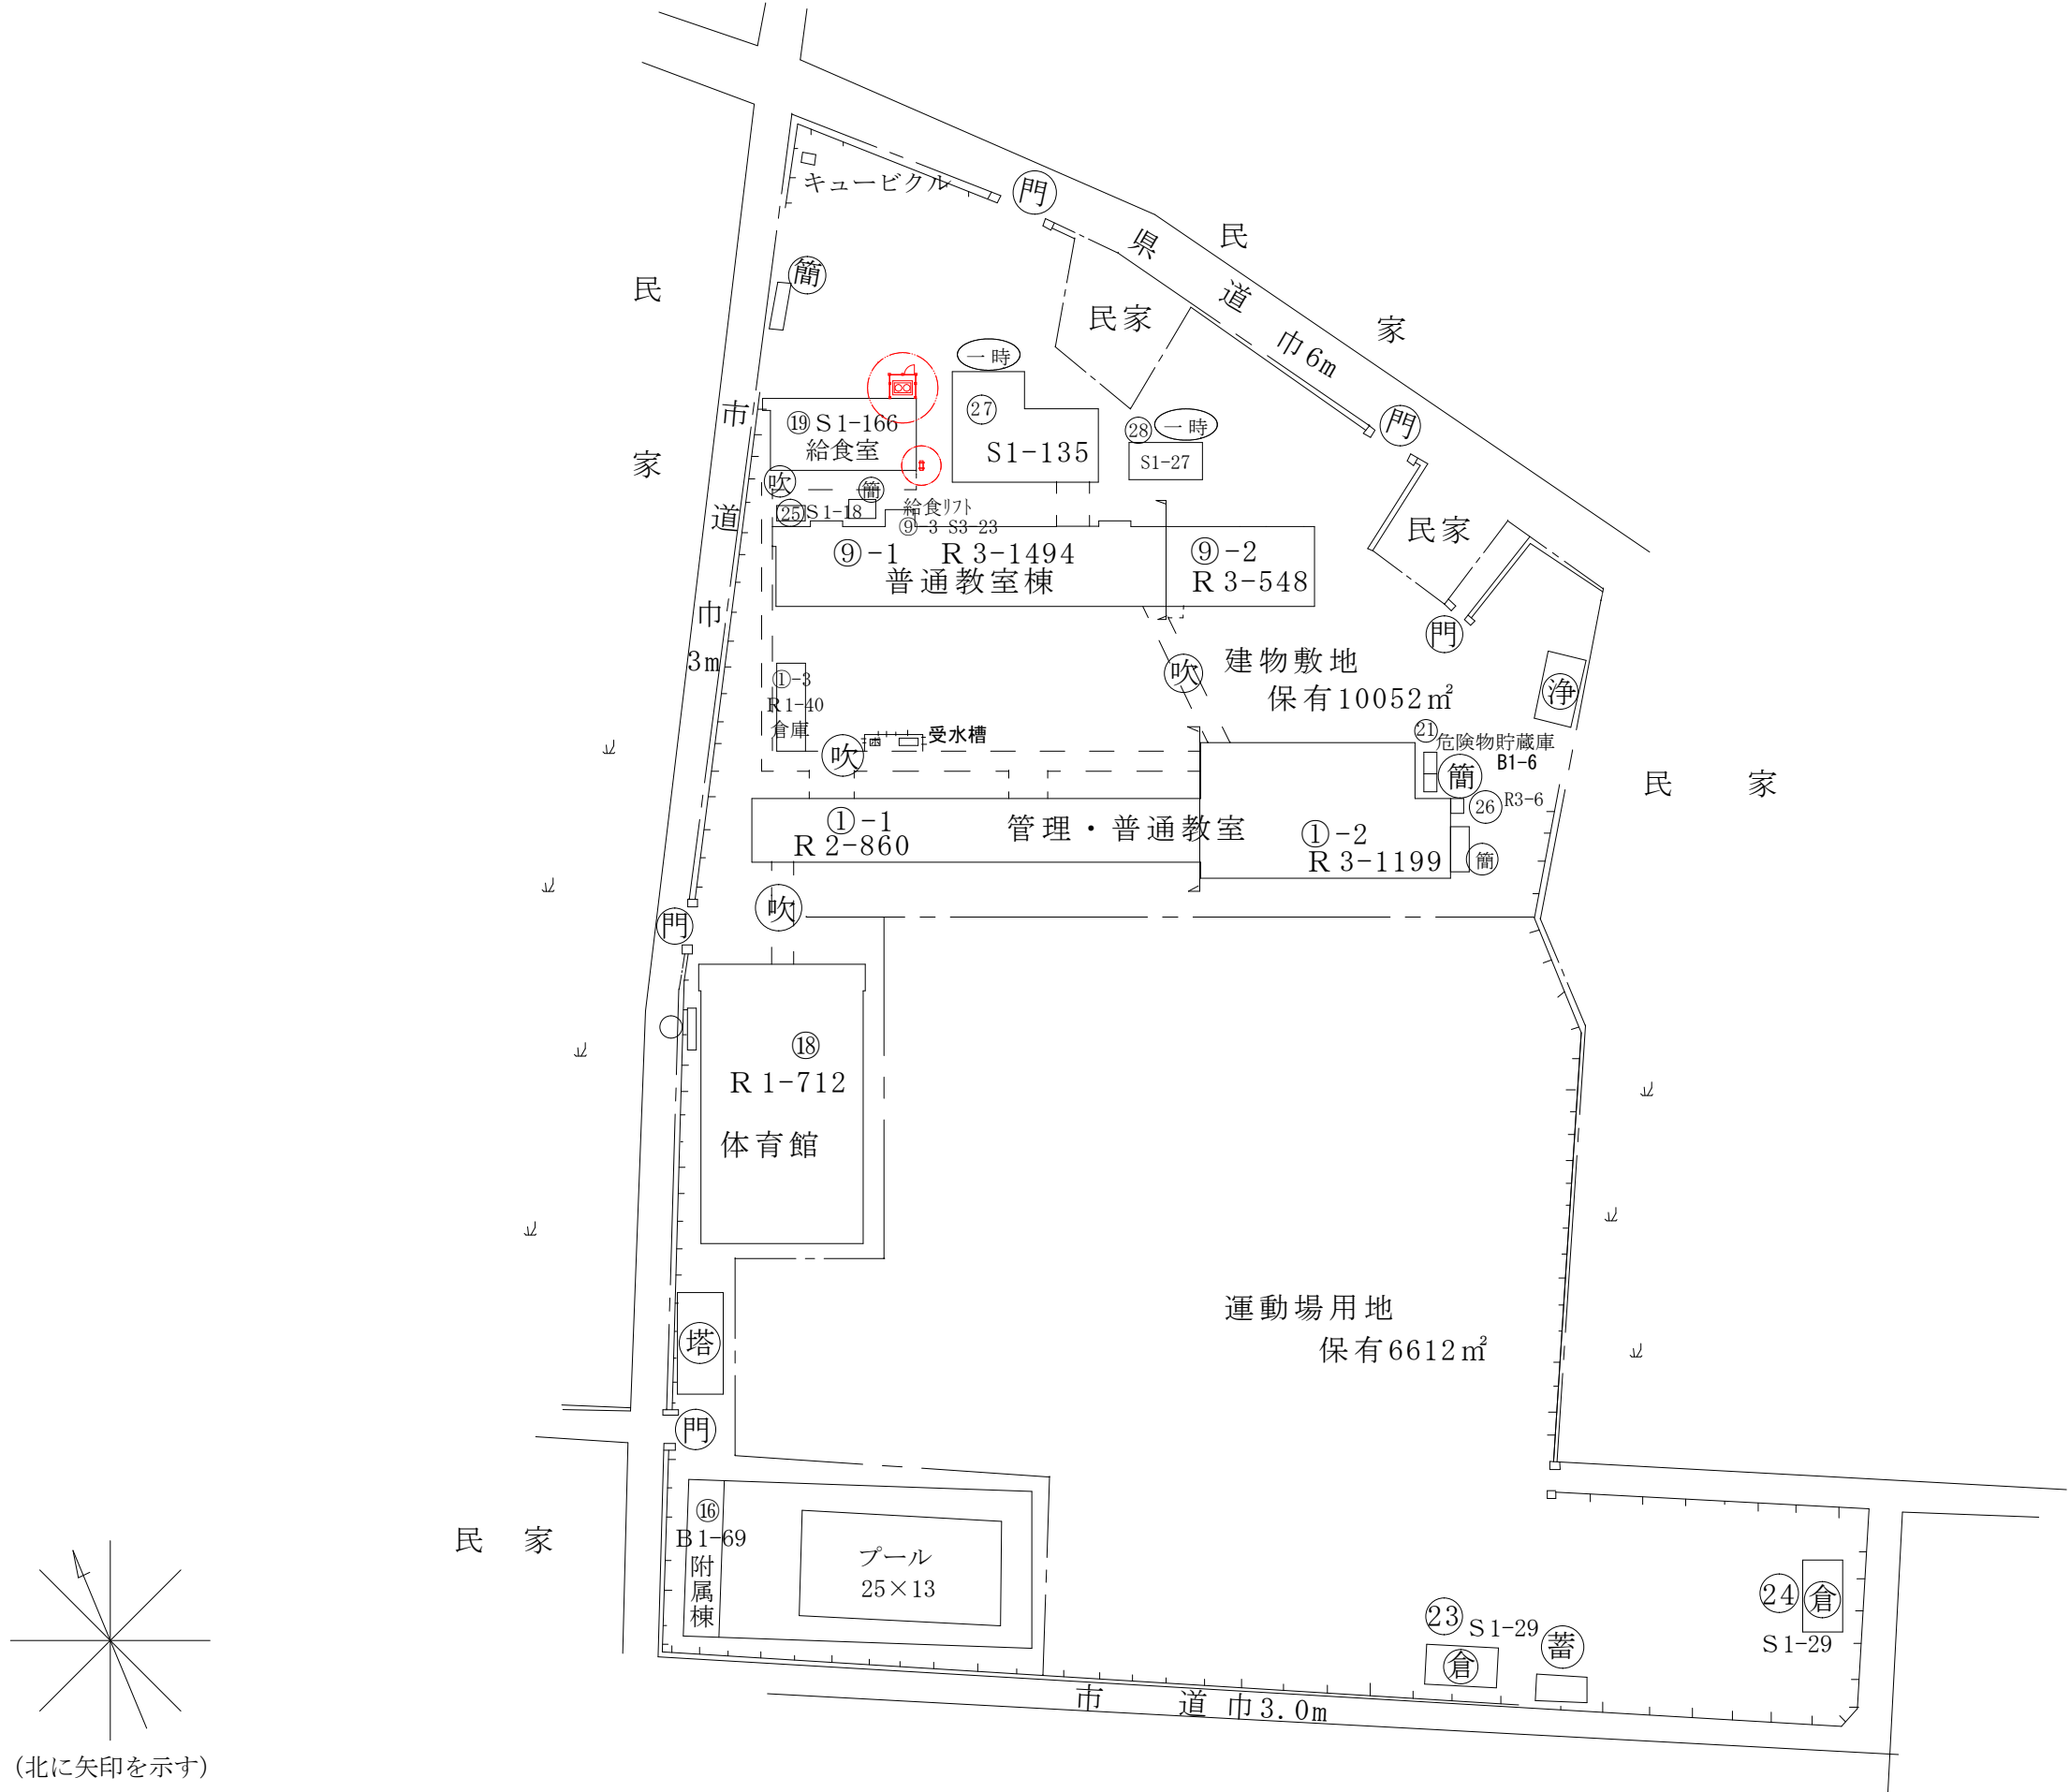 キュービクル
門
民
県
道
巾6m
家
民家
簡
民
家
一時
㉗
S1-135
㉘
一時
S1-27
門
市
道
巾
3m
⑲S1-166
給食室
吹
簡
㉕S1-18
給食ﾘﾌﾄ
⑨-3 S3-23
⑨-1 R3-1494
普通教室棟
⑨-2
R3-548
民家
門
建物敷地
保有10052㎡
浄
吹
①-3
R1-40
倉庫
吹
受水槽
㉑
危険物貯蔵庫
B1-6
簡
㉖ R3-6
民 家
①-1
R2-860
管理・普通教室
①-2
R3-1199
簡
門
吹
⑱
R1-712
体育館
運動場用地
保有6612㎡
塔
門
民 家
⑯
B1-69
附属棟
プール
25×13
㉓ S1-29
倉
蓄
㉔
倉
S1-29
市 道 巾3.0m
(北に矢印を示す)